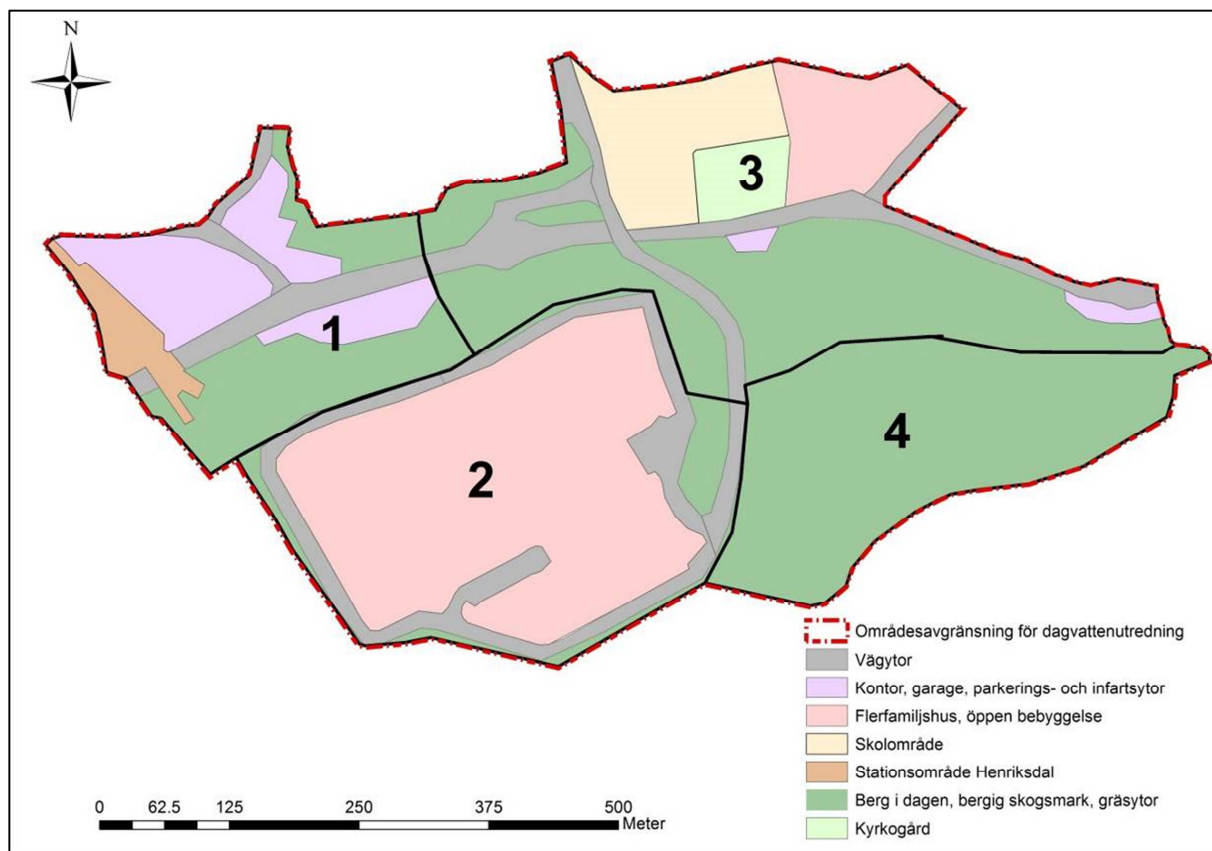 N
3
1
2
4
Områdesavgränsning för dagvattenutredning
Vägytor
Kontor, garage, parkerings- och infartsytor
Flerfamiljshus, öppen bebyggelse
Skolområde
Stationsområde Henriksdal
Berg i dagen, bergig skogsmark, gräsytor
Kyrkogård
0 62.5 125 250 375 500
Meter